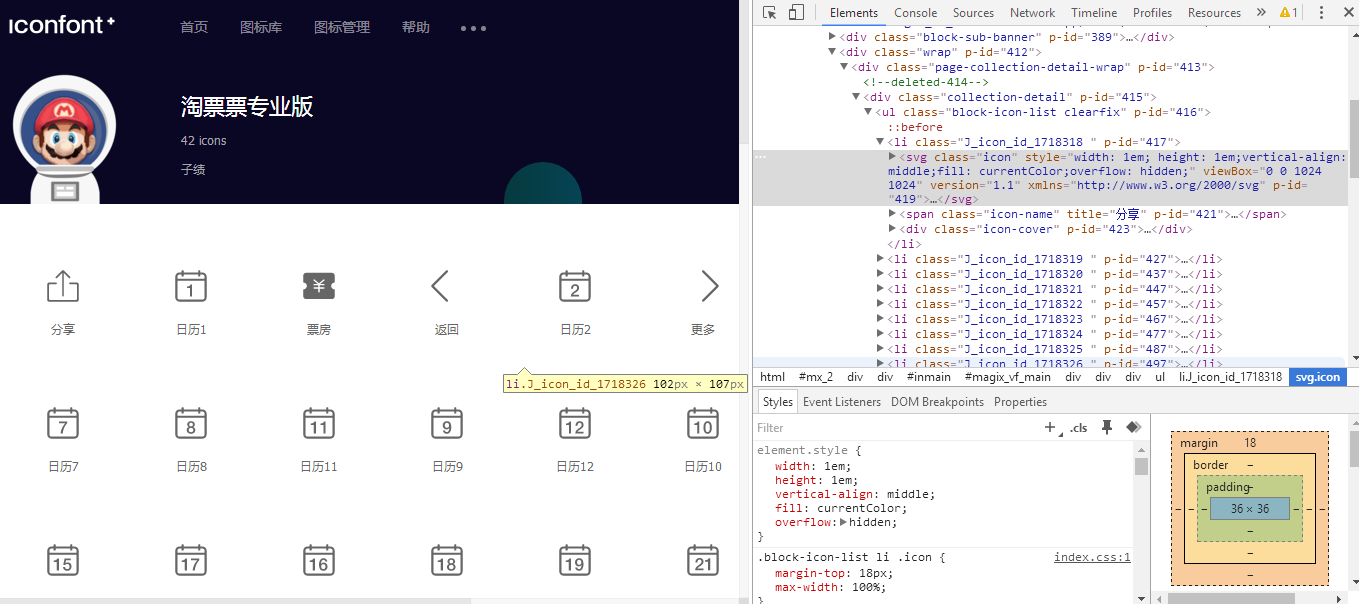 iconfont+ 首页 图标库 图标管理 帮助
淘票票专业版
42 icons
子绩
¥ 1 2
分享 日历1 票房 返回 日历2 更多
li.J_icon_id_1718326 102px × 107px
7 8 11 9 12 10
日历7 日历8 日历11 日历9 日历12 日历10
15 17 16 18 19 21
Elements Console Sources Network Timeline Profiles Resources » 1
<div class="block-sub-banner" p-id="389">…</div>
<div class="wrap" p-id="412">
<div class="page-collection-detail-wrap" p-id="413">
<!--deleted-414-->
<div class="collection-detail" p-id="415">
<ul class="block-icon-list clearfix" p-id="416">
::before
<li class="J_icon_id_1718318 " p-id="417">
<svg class="icon" style="width: 1em; height: 1em;vertical-align:
middle;fill: currentColor;overflow: hidden;" viewBox="0 0 1024
1024" version="1.1" xmlns="http://www.w3.org/2000/svg" p-id=
"419">…</svg>
<span class="icon-name" title="分享" p-id="421">…</span>
<div class="icon-cover" p-id="423">…</div>
</li>
<li class="J_icon_id_1718319 " p-id="427">…</li>
<li class="J_icon_id_1718320 " p-id="437">…</li>
<li class="J_icon_id_1718321 " p-id="447">…</li>
<li class="J_icon_id_1718322 " p-id="457">…</li>
<li class="J_icon_id_1718323 " p-id="467">…</li>
<li class="J_icon_id_1718324 " p-id="477">…</li>
<li class="J_icon_id_1718325 " p-id="487">…</li>
<li class="J_icon_id_1718326 " p-id="497">…</li>
html #mx_2 div div #inmain #magix_vf_main div div div ul li.J_icon_id_1718318 svg.icon
Styles Event Listeners DOM Breakpoints Properties
Filter + .cls
element.style {
width: 1em;
height: 1em;
vertical-align: middle;
fill: currentColor;
overflow: hidden;
}
.block-icon-list li .icon { index.css:1
margin-top: 18px;
max-width: 100%;
}
margin 18
border –
padding –
– – – 36 × 36 – – –
–
–
–